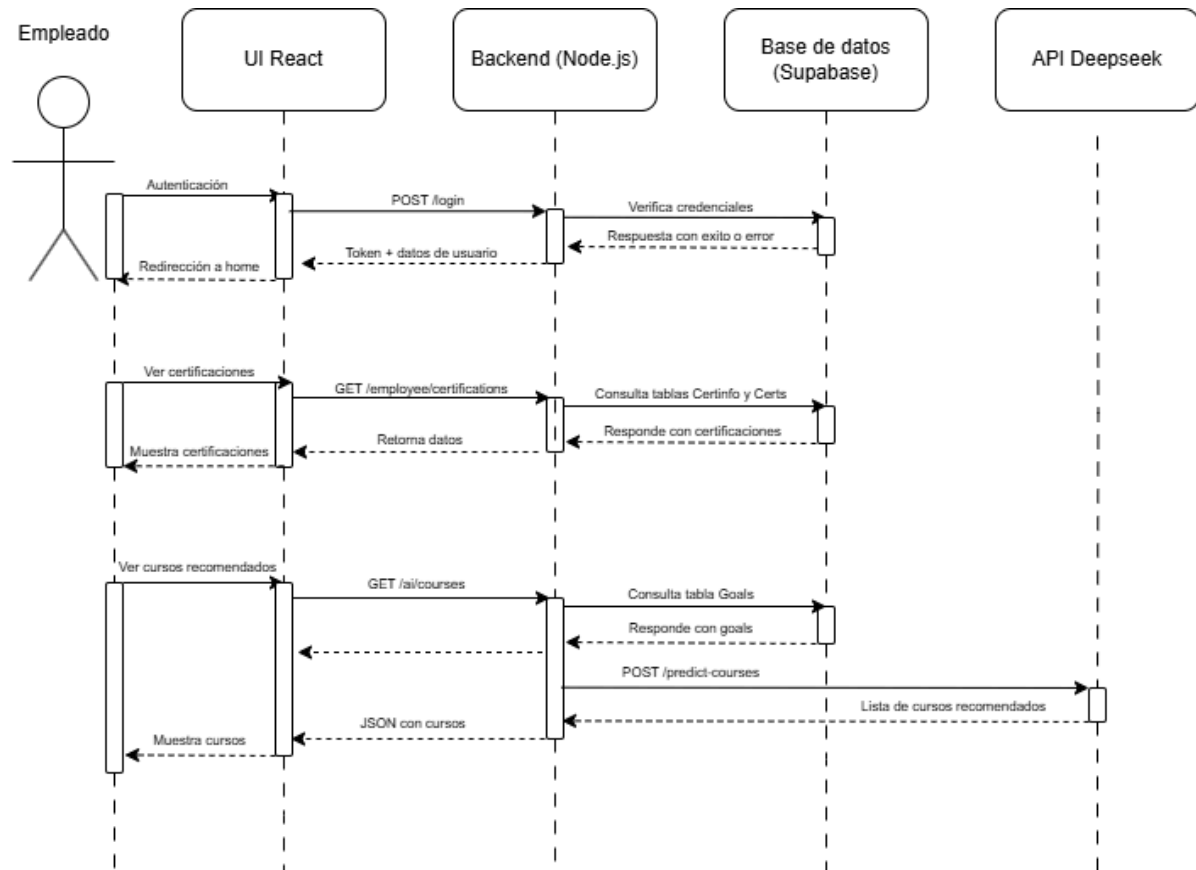 Empleado
UI React
Backend (Node.js)
Base de datos
(Supabase)
API Deepseek
Autenticación
POST /login
Verifica credenciales
Respuesta con exito o error
Token + datos de usuario
Redirección a home
Ver certificaciones
GET /employee/certifications
Consulta tablas Certinfo y Certs
Responde con certificaciones
Retorna datos
Muestra certificaciones
Ver cursos recomendados
GET /ai/courses
Consulta tabla Goals
Responde con goals
POST /predict-courses
Lista de cursos recomendados
JSON con cursos
Muestra cursos